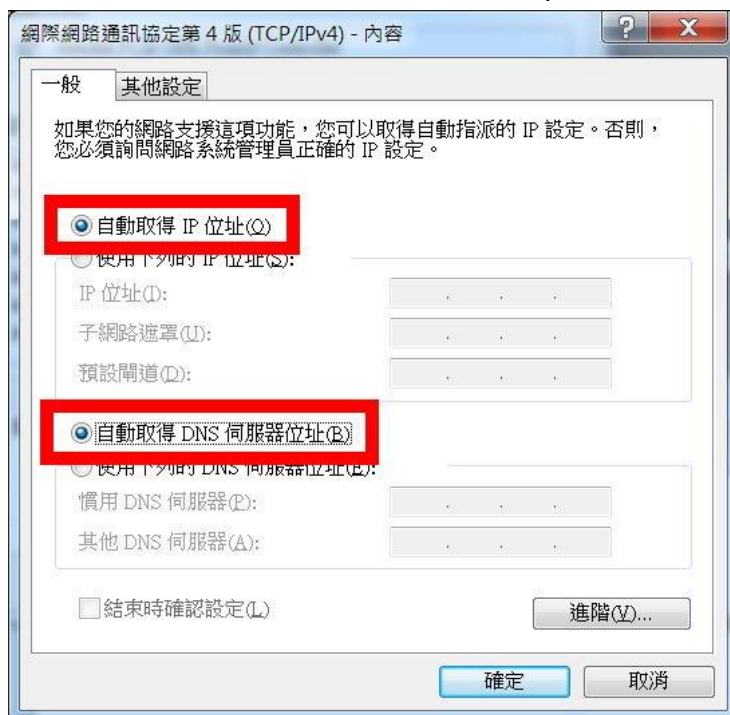 網際網路通訊協定第 4 版 (TCP/IPv4) - 內容
一般
其他設定
如果您的網路支援這項功能，您可以取得自動指派的 IP 設定。否則，
您必須詢問網路系統管理員正確的 IP 設定。
自動取得 IP 位址(O)
使用下列的 IP 位址(S):
IP 位址(I):
子網路遮罩(U):
預設閘道(D):
自動取得 DNS 伺服器位址(B)
使用下列的 DNS 伺服器位址(E):
慣用 DNS 伺服器(P):
其他 DNS 伺服器(A):
結束時確認設定(L)
進階(V)...
確定
取消